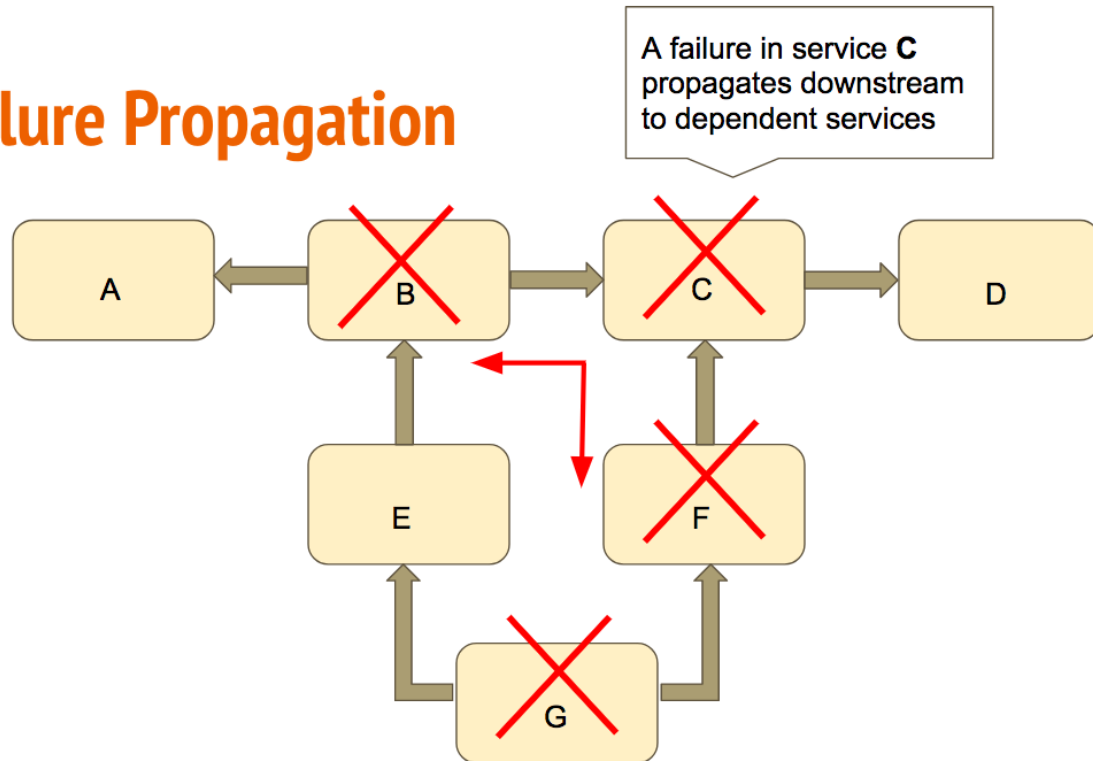 A failure in service C
propagates downstream
to dependent services
lure Propagation
A
B
C
D
E
F
G